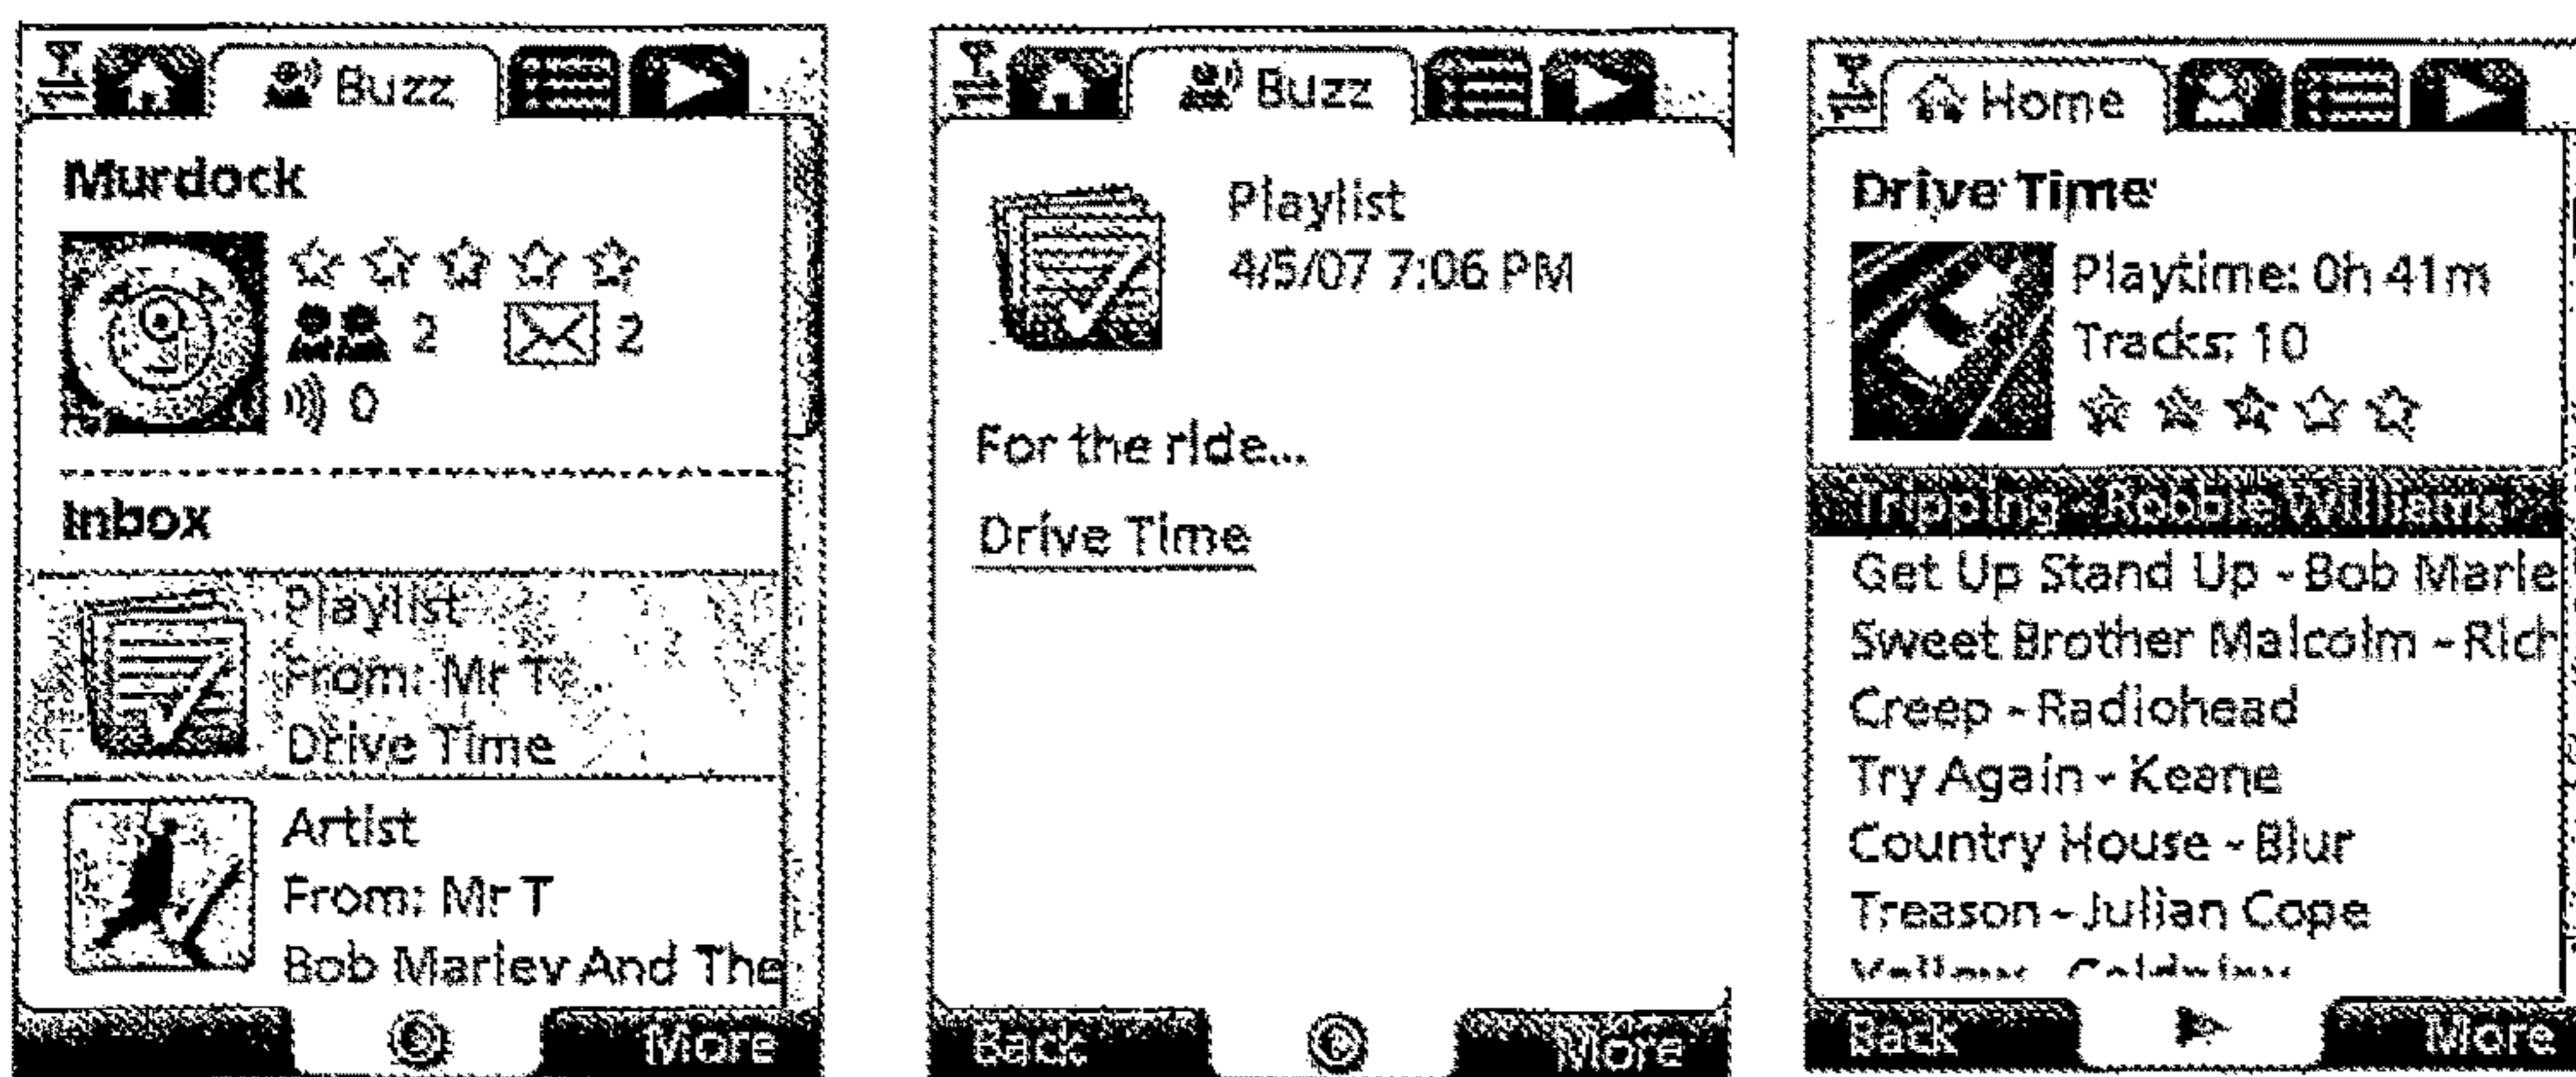 Buzz
Murdock
2 2
0
Inbox
Playlist
From: Mr T
Drive Time
Artist
From: Mr T
Bob Marley And The
More
Buzz
Playlist
4/5/07 7:06 PM
For the ride...
Drive Time
Back More
Home
Drive Time
Playtime: 0h 41m
Tracks: 10
Tripping - Robbie Williams
Get Up Stand Up - Bob Marle
Sweet Brother Malcolm - Rich
Creep - Radiohead
Try Again - Keane
Country House - Blur
Treason - Julian Cope
Back More